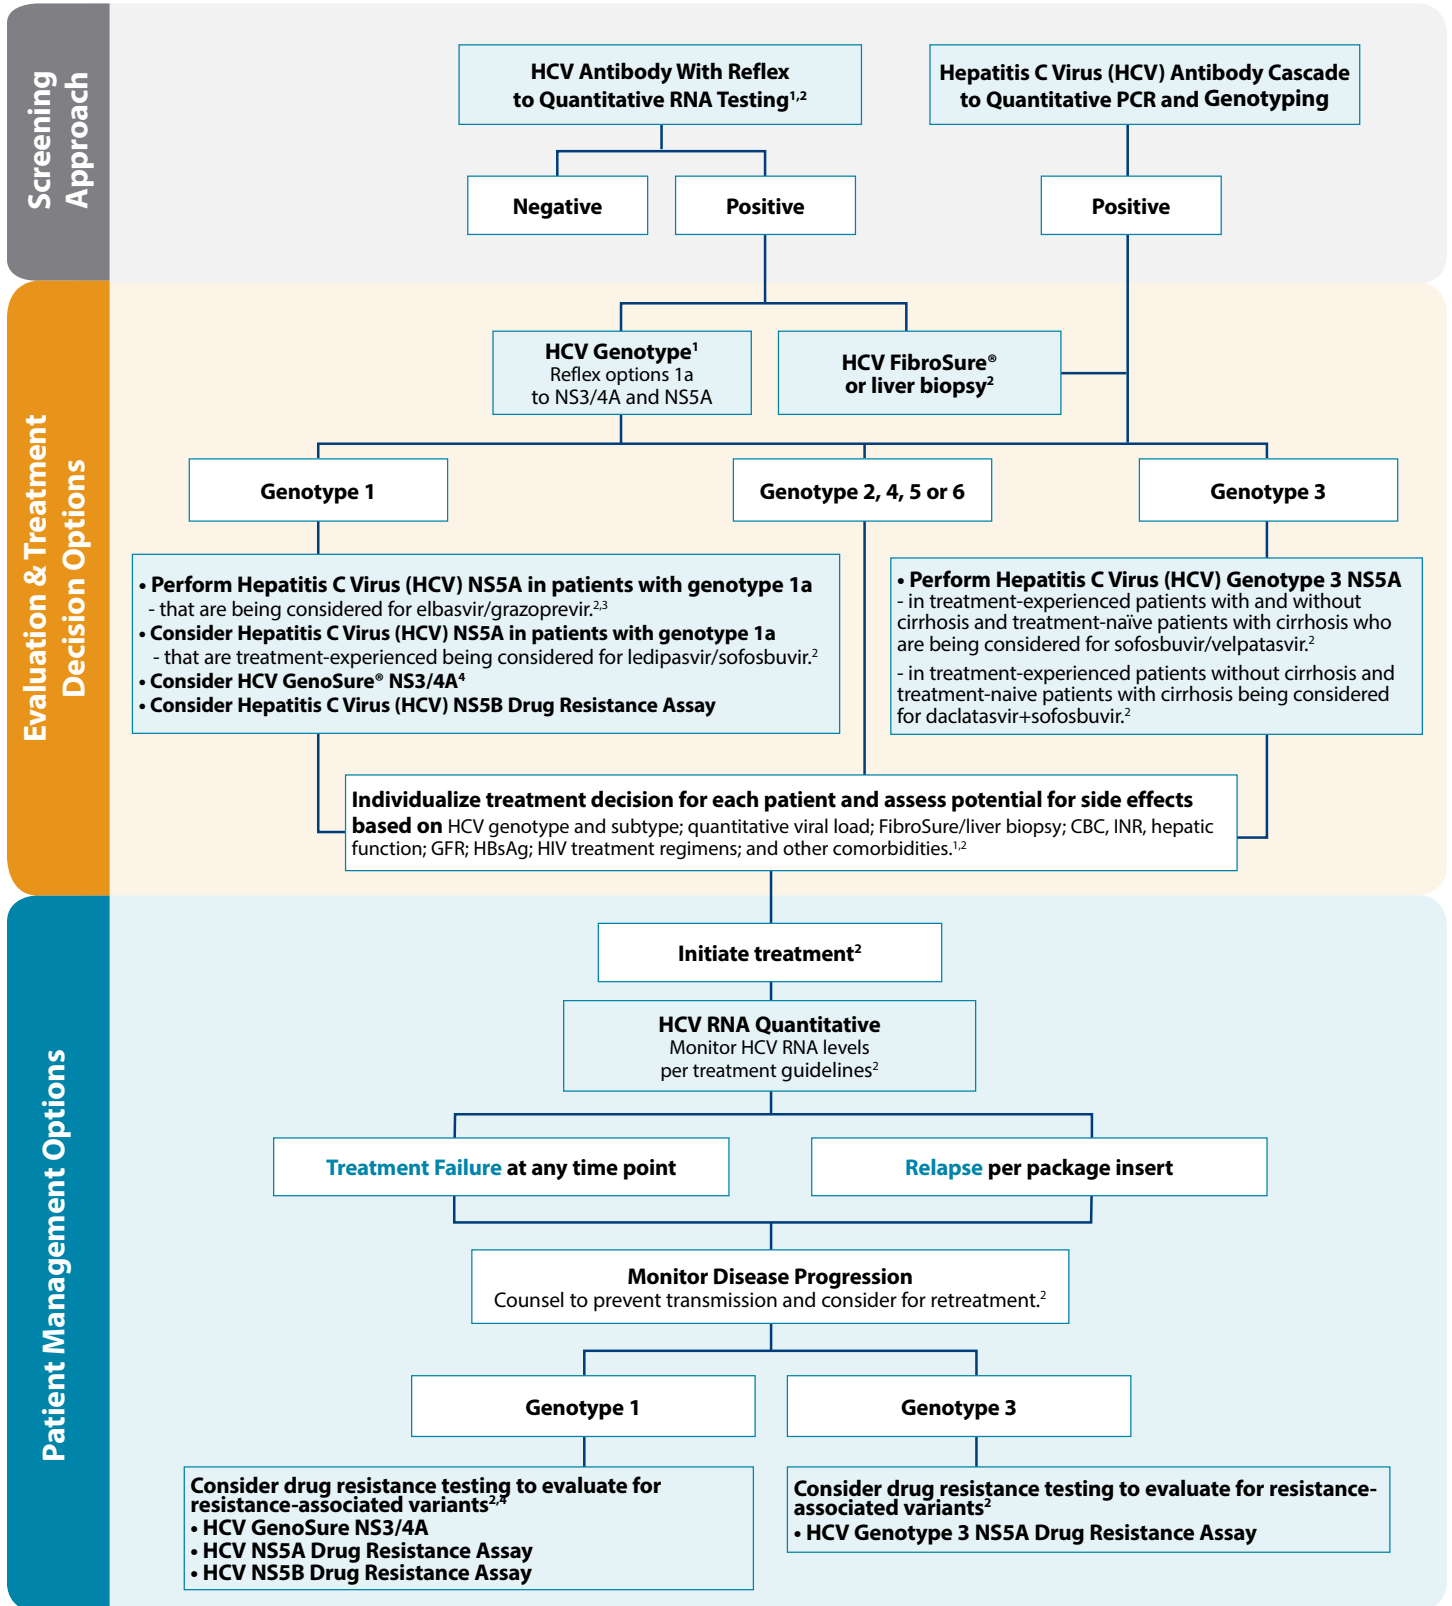 Screening
Approach
HCV Antibody With Reflex
to Quantitative RNA Testing1,2
Hepatitis C Virus (HCV) Antibody Cascade
to Quantitative PCR and Genotyping
Negative
Positive
Positive
Evaluation & Treatment
Decision Options
HCV Genotype1
Reflex options 1a
to NS3/4A and NS5A
HCV FibroSure®
or liver biopsy2
Genotype 1
Genotype 2, 4, 5 or 6
Genotype 3
• Perform Hepatitis C Virus (HCV) NS5A in patients with genotype 1a
- that are being considered for elbasvir/grazoprevir.2,3
• Consider Hepatitis C Virus (HCV) NS5A in patients with genotype 1a
- that are treatment-experienced being considered for ledipasvir/sofosbuvir.2
• Consider HCV GenoSure® NS3/4A4
• Consider Hepatitis C Virus (HCV) NS5B Drug Resistance Assay
• Perform Hepatitis C Virus (HCV) Genotype 3 NS5A
- in treatment-experienced patients with and without
cirrhosis and treatment-naïve patients with cirrhosis who
are being considered for sofosbuvir/velpatasvir.2
- in treatment-experienced patients without cirrhosis and
treatment-naive patients with cirrhosis being considered
for daclatasvir+sofosbuvir.2
Individualize treatment decision for each patient and assess potential for side effects
based on HCV genotype and subtype; quantitative viral load; FibroSure/liver biopsy; CBC, INR, hepatic
function; GFR; HBsAg; HIV treatment regimens; and other comorbidities.1,2
Patient Management Options
Initiate treatment2
HCV RNA Quantitative
Monitor HCV RNA levels
per treatment guidelines2
Treatment Failure at any time point
Relapse per package insert
Monitor Disease Progression
Counsel to prevent transmission and consider for retreatment.2
Genotype 1
Genotype 3
Consider drug resistance testing to evaluate for
resistance-associated variants2,4
• HCV GenoSure NS3/4A
• HCV NS5A Drug Resistance Assay
• HCV NS5B Drug Resistance Assay
Consider drug resistance testing to evaluate for resistance-
associated variants2
• HCV Genotype 3 NS5A Drug Resistance Assay